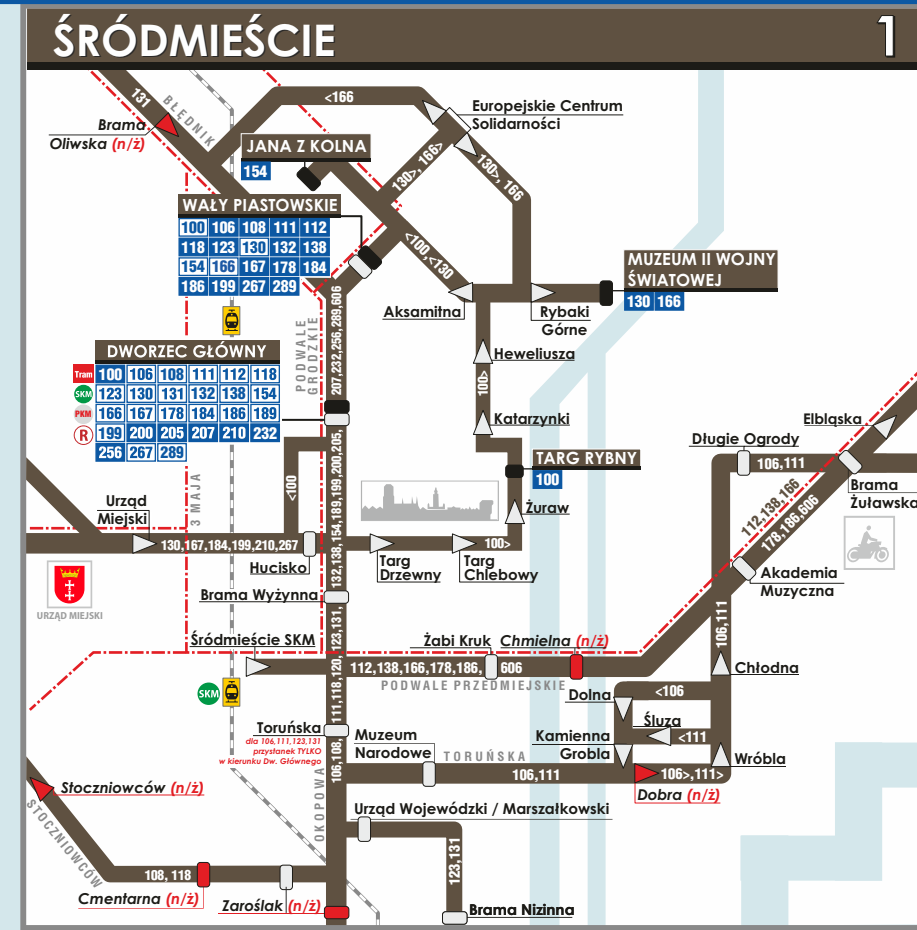 ŚRÓDMIEŚCIE
1
131
BŁĘDNIK
<166
Europejskie Centrum
Solidarności
Brama
Oliwska (n/ż)
JANA Z KOLNA
154
130>, 166>
130>, 166
WAŁY PIASTOWSKIE
100 106 108 111 112
118 123 130 132 138
154 166 167 178 184
186 199 267 289
<100,<130
MUZEUM II WOJNY
ŚWIATOWEJ
130 166
Aksamitna
Rybaki
Górne
PODWALE
GRODZKIE
207,232,256,289,606
Heweliusza
100>
Katarzynki
DWORZEC GŁÓWNY
Tram
SKM
PKM
R
100 106 108 111 112 118
123 130 131 132 138 154
166 167 178 184 186 189
199 200 205 207 210 232
256 267 289
Elbląska
Długie Ogrody
106,111
Brama
Żuławska
TARG RYBNY
100
Żuraw
3 MAJA
<100
Urząd
Miejski
130,167,184,199,210,267
Hucisko
132,138,154,189,199,200,205,
Targ
Drzewny
Targ
Chlebowy
100>
112,138,166
178,186,606
Akademia
Muzyczna
URZĄD MIEJSKI
Brama Wyżynna
Śródmieście SKM
Żabi Kruk
Chmielna (n/ż)
106,111
112,138,166,178,186, 606
PODWALE PRZEDMIEJSKIE
Chłodna
SKM
106,108, 111,118,120, 123,131,
Dolna
<106
Śluza
<111
Toruńska
dla 106,111,123,131
przystanek TYLKO
w kierunku Dw. Głównego
Muzeum
Narodowe
TORUŃSKA
Kamienna
Grobla
Wróbla
106,111
106>,111>
Dobra (n/ż)
Stoczniowców (n/ż)
STOCZNIOWCÓW
OKOPOWA
Urząd Wojewódzki / Marszałkowski
123,131
108, 118
Cmentarna (n/ż)
Zaroślak (n/ż)
Brama Nizinna